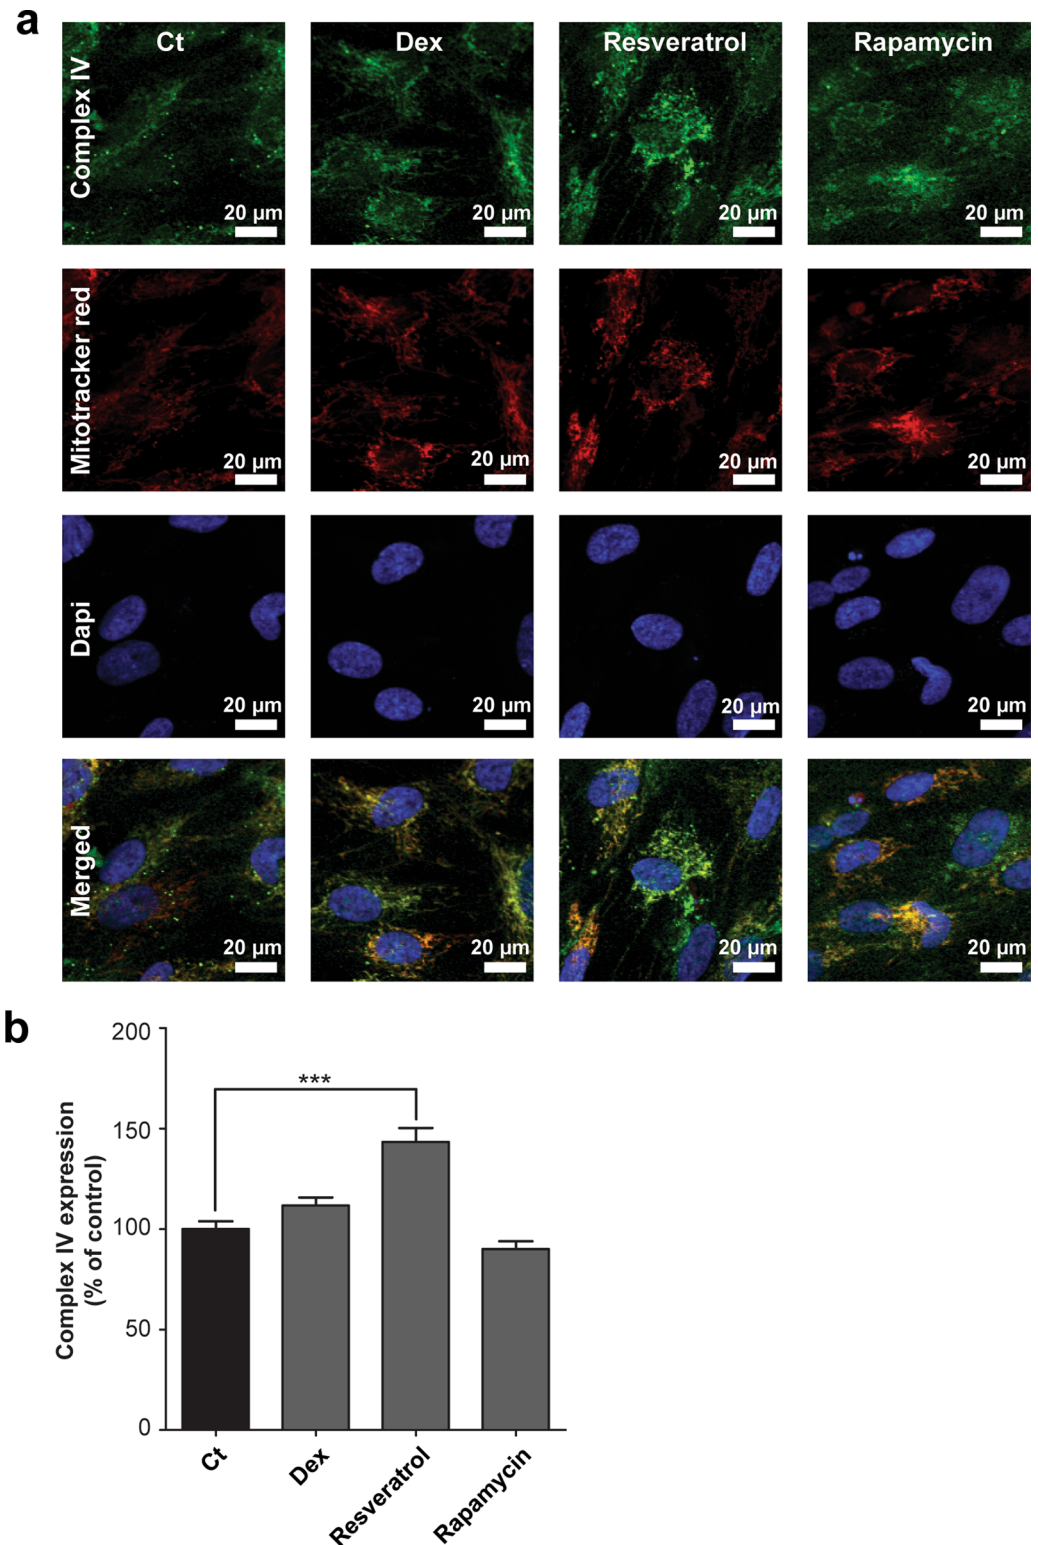 a
Ct Dex Resveratrol Rapamycin
Complex IV
20 µm 20 µm 20 µm 20 µm
Mitotracker red
20 µm 20 µm 20 µm 20 µm
Dapi
20 µm 20 µm 20 µm 20 µm
Merged
20 µm 20 µm 20 µm 20 µm
b
Complex IV expression
(% of control)
200
150
100
50
0
***
Ct Dex Resveratrol Rapamycin